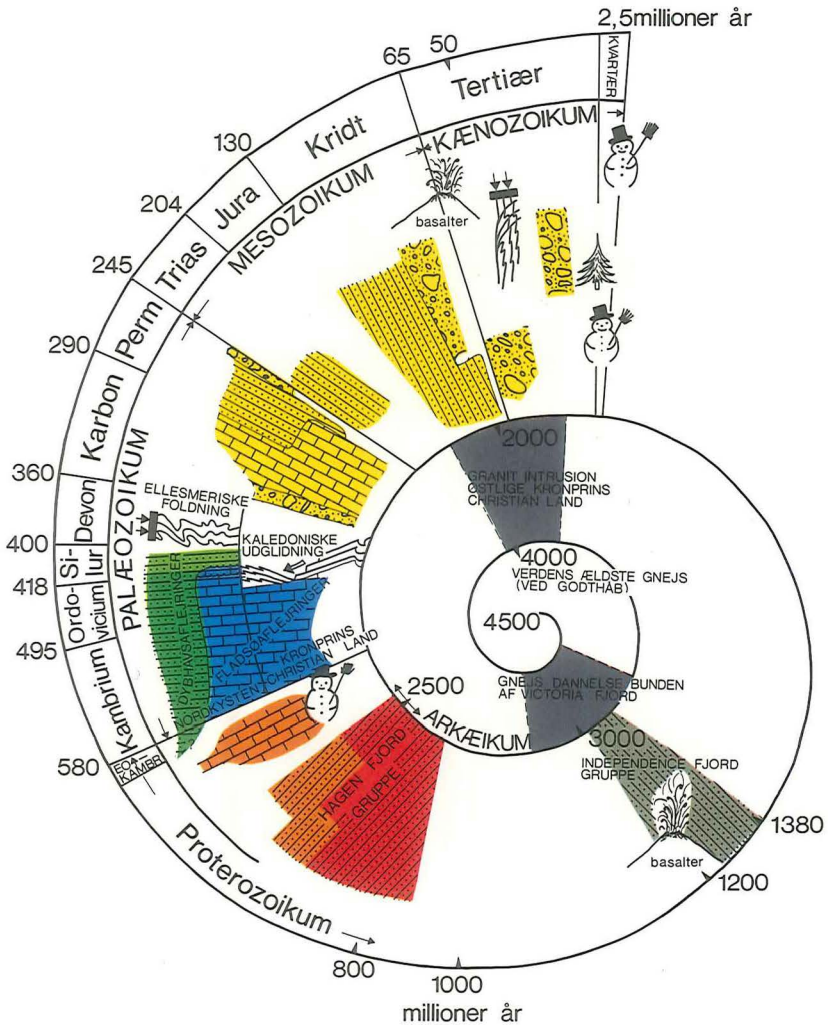 2,5millioner år
50
65
KVARTÆR
Tertiær
Kridt
130
KÆNOZOIKUM
MESOZOIKUM
Jura
204
Trias
245
basalter
Perm
290
Karbon
PALÆOZOIKUM
360
ELLESMERISKE
FOLDNING
Devon
400
KALEDONISKE
UDGLIDNING
Si-
lur
418
Ordo-
vicium
495
DYBHAVSAFLEJRINGER
FLADSØAFLEJRINGER
NORDKYSTEN
KRONPRINS
CHRISTIAN LAND
Kambrium
580
EO-
KAMBR.
2000
GRANIT INTRUSION
ØSTLIGE KRONPRINS
CHRISTIAN LAND
4000
VERDENS ÆLDSTE GNEJS
(VED GODTHÅB)
4500
GNEJS DANNELSE BUNDEN
AF VICTORIA FJORD
2500
ARKÆIKUM
3000
INDEPENDENCE FJORD
GRUPPE
HAGEN FJORD
GRUPPE
basalter
1380
1200
Proterozoikum
800
1000
millioner år